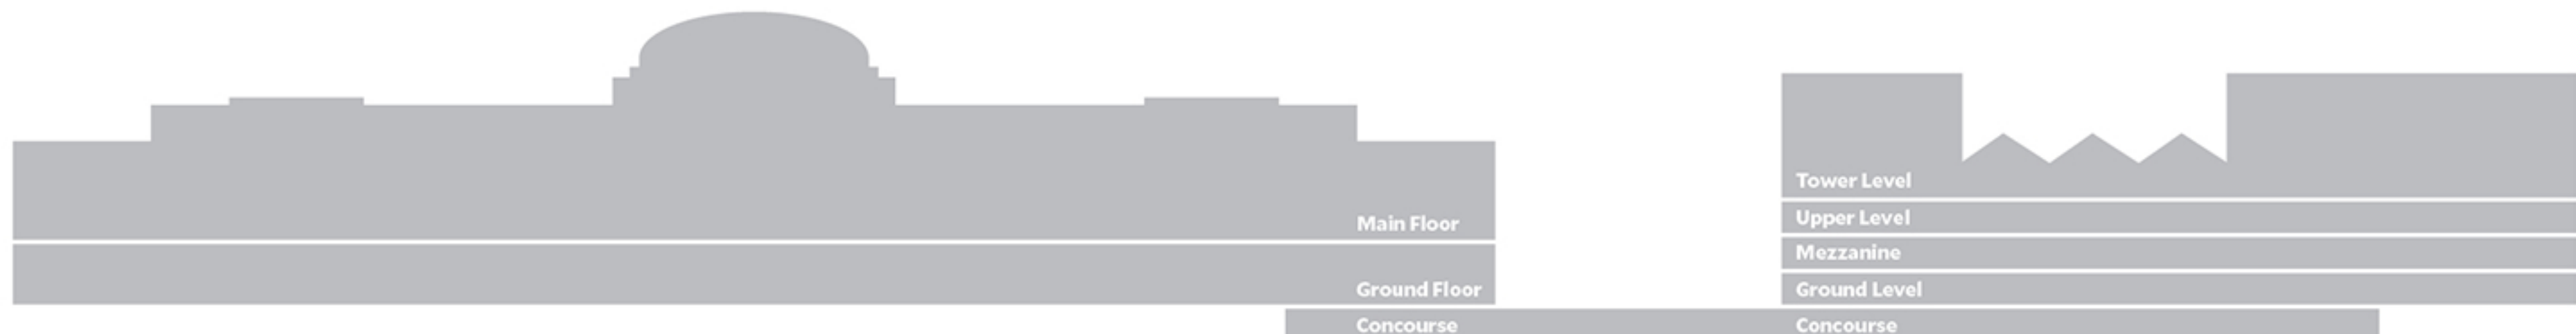 Main Floor
Ground Floor
Concourse
Tower Level
Upper Level
Mezzanine
Ground Level
Concourse